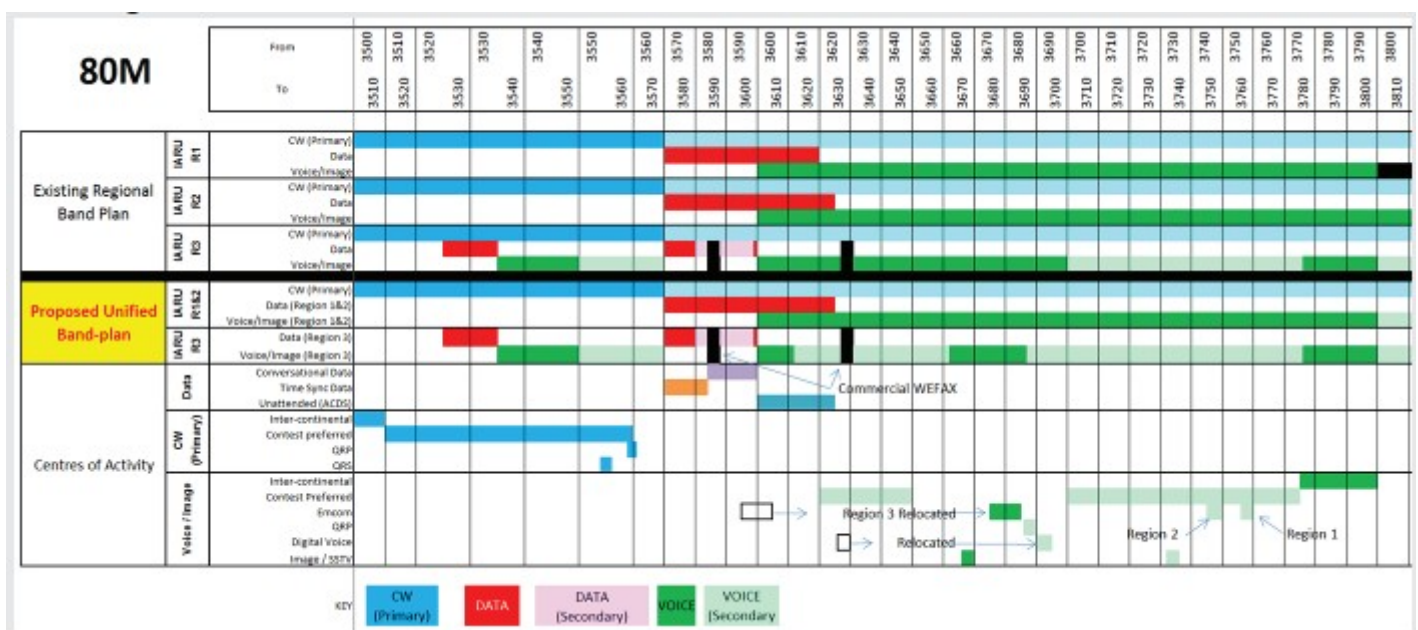 80M
From
3500 3510 3520 3530 3540 3550 3560 3570 3580 3590 3600 3610 3620 3630 3640 3650 3660 3670 3680 3690 3700 3710 3720 3730 3740 3750 3760 3770 3780 3790 3800
To
3510 3520 3530 3540 3550 3560 3570 3580 3590 3600 3610 3620 3630 3640 3650 3660 3670 3680 3690 3700 3710 3720 3730 3740 3750 3760 3770 3780 3790 3800 3810
Existing Regional
Band Plan
IARU
R1
CW (Primary)
Data
Voice/Image
IARU
R2
CW (Primary)
Data
Voice/Image
IARU
R3
CW (Primary)
Data
Voice/Image
Proposed Unified
Band-plan
IARU
R1&2
CW (Primary)
Data (Region 1&2)
Voice/Image (Region 1&2)
IARU
R3
Data (Region 3)
Voice/Image (Region 3)
Centres of Activity
Data
Conversational Data
Time Sync Data
Unattended (ACDS)
Commercial WEFAX
CW
(Primary)
Inter-continental
Contest preferred
QRP
QRS
Voice / Image
Inter-continental
Contest Preferred
Emcom
Region 3 Relocated
QRP
Region 2
Region 1
Digital Voice
Relocated
Image / SSTV
KEY
CW
(Primary)
DATA
DATA
(Secondary)
VOICE
VOICE
(Secondary